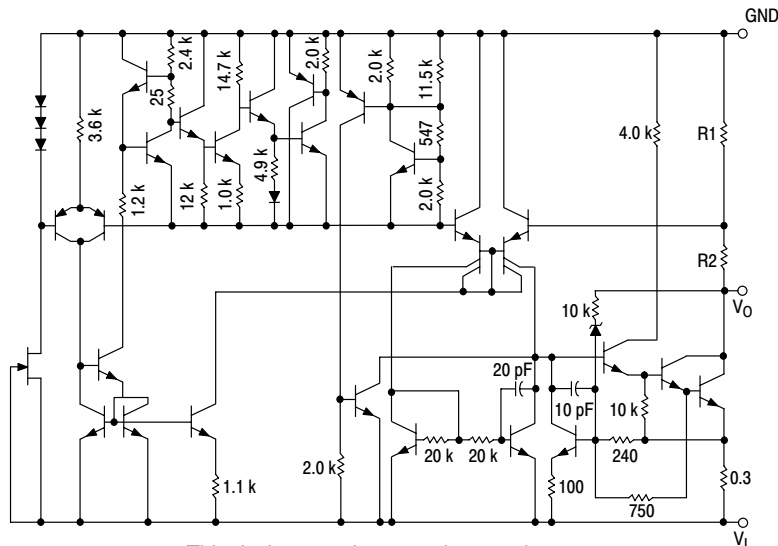 GND
2.4 k
2.0 k
14.7 k
2.0 k
11.5 k
25
3.6 k
547
4.0 k
R1
4.9 k
1.2 k
12 k
1.0 k
2.0 k
R2
10 k
VO
20 pF
10 pF
10 k
20 k
20 k
240
2.0 k
0.3
1.1 k
100
750
VI